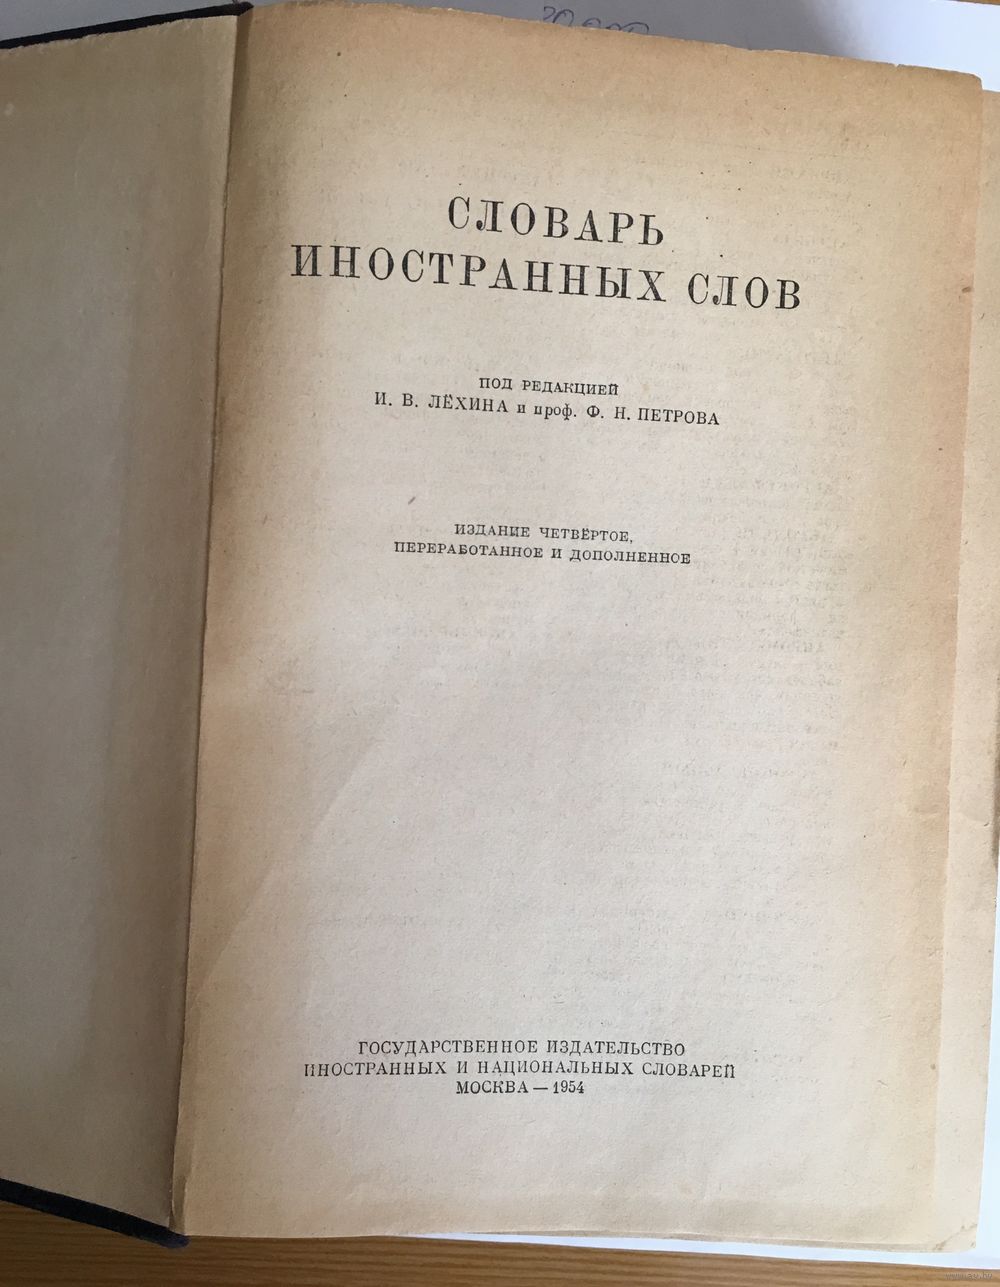 СЛОВАРЬ
ИНОСТРАННЫХ СЛОВ
ПОД РЕДАКЦИЕЙ
И. В. ЛЁХИНА и проф. Ф. Н. ПЕТРОВА
ИЗДАНИЕ ЧЕТВЁРТОЕ,
ПЕРЕРАБОТАННОЕ И ДОПОЛНЕННОЕ
ГОСУДАРСТВЕННОЕ ИЗДАТЕЛЬСТВО
ИНОСТРАННЫХ И НАЦИОНАЛЬНЫХ СЛОВАРЕЙ
МОСКВА — 1954